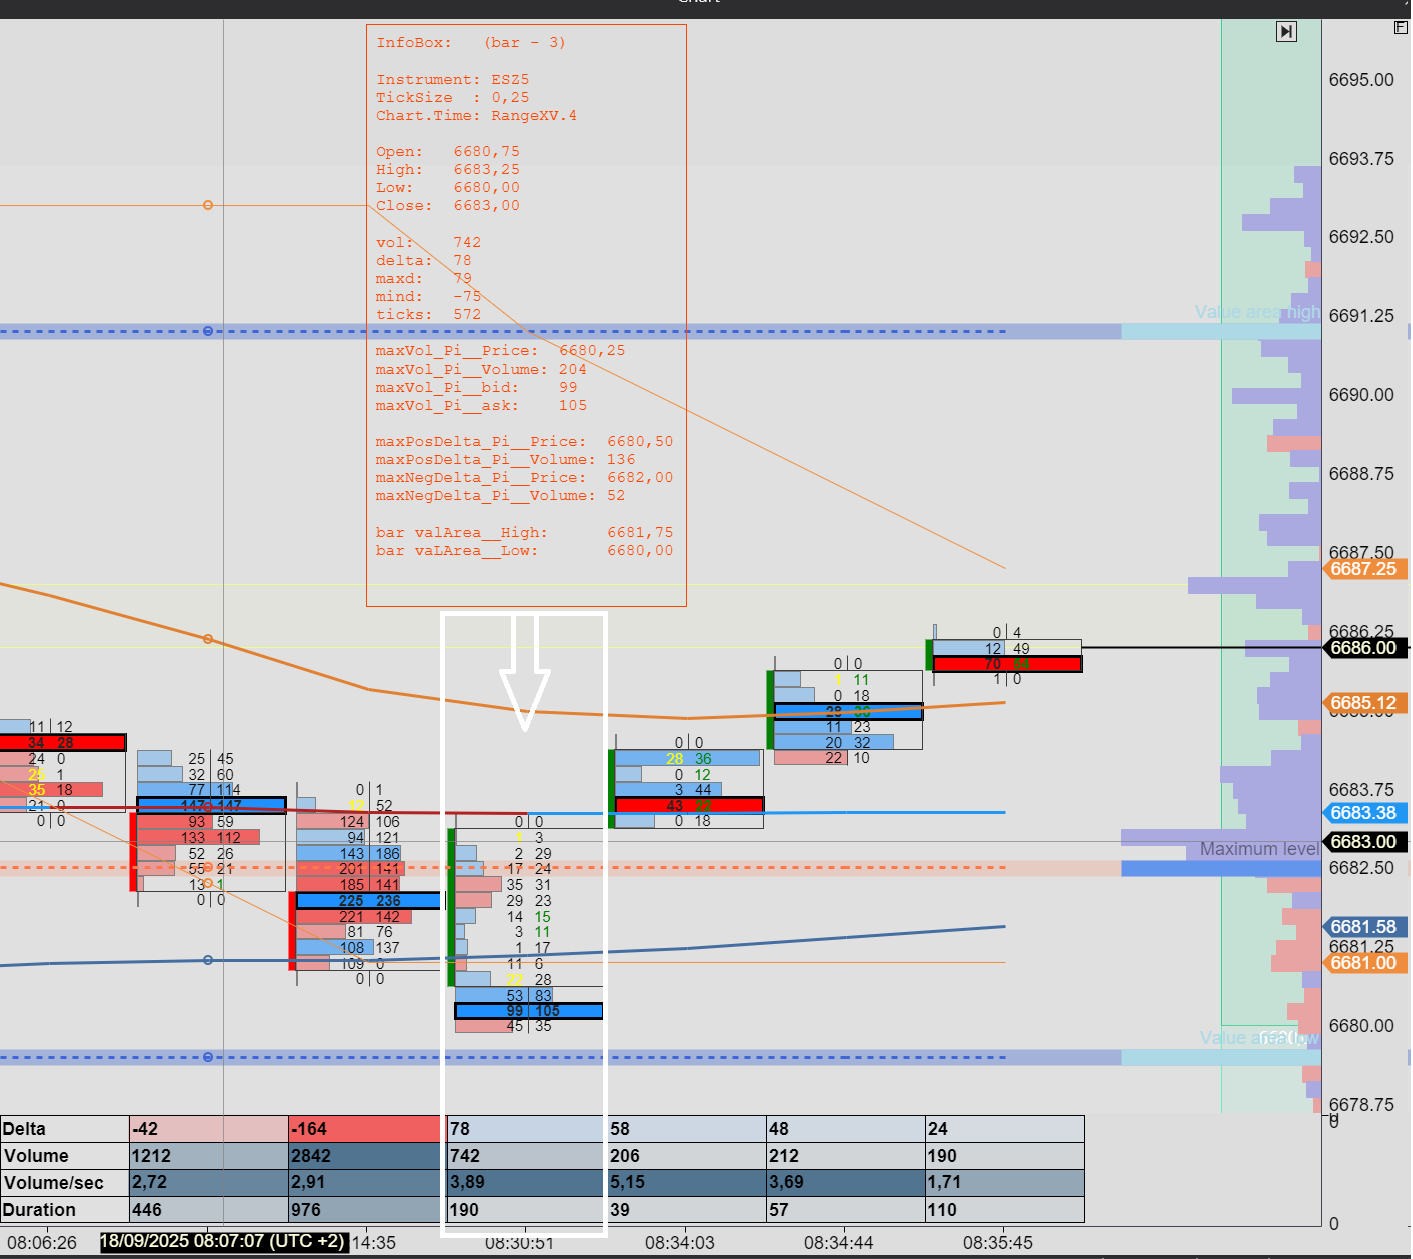 Chart
InfoBox: (bar - 3)
Instrument: ESZ5
TickSize : 0,25
Chart.Time: RangeXV.4
Open: 6680,75
High: 6683,25
Low: 6680,00
Close: 6683,00
vol: 742
delta: 78
maxd: 79
mind: -75
ticks: 572
maxVol_Pi__Price: 6680,25
maxVol_Pi__Volume: 204
maxVol_Pi__bid: 99
maxVol_Pi__ask: 105
maxPosDelta_Pi__Price: 6680,50
maxPosDelta_Pi__Volume: 136
maxNegDelta_Pi__Price: 6682,00
maxNegDelta_Pi__Volume: 52
bar valArea__High: 6681,75
bar vaLArea__Low: 6680,00
F
6695.00
6693.75
6692.50
Value area high
6691.25
6690.00
6688.75
6687.50
6687.25
6686.25
6686.00
6685.12
6683.75
6683.38
6683.00
Maximum level
6682.50
6681.58
6681.25
6681.00
6680.00
Value area low
6678.75
0
0
11 12
34 28
24 0
1
35 18
21 9
0 0
25 45
32 60
77 114
147 147
93 59
133 112
52 26
55 21
13 1
0 0
0 1
12 52
124 106
94 121
143 186
201 141
185 141
225 236
221 142
81 76
108 137
109 0
0 0
0 0
1 3
2 29
17 24
35 31
29 23
14 15
3 11
1 17
11 6
22 28
53 83
99 105
45 35
0 0
28 36
0 12
3 44
43 22
0 18
0 0
1 11
0 18
28 36
11 23
20 32
22 10
0 4
12 49
70 54
1 0
Delta -42 -164 78 58 48 24
Volume 1212 2842 742 206 212 190
Volume/sec 2,72 2,91 3,89 5,15 3,69 1,71
Duration 446 976 190 39 57 110
08:06:26 18/09/2025 08:07:07 (UTC +2) 14:35 08:30:51 08:34:03 08:34:44 08:35:45